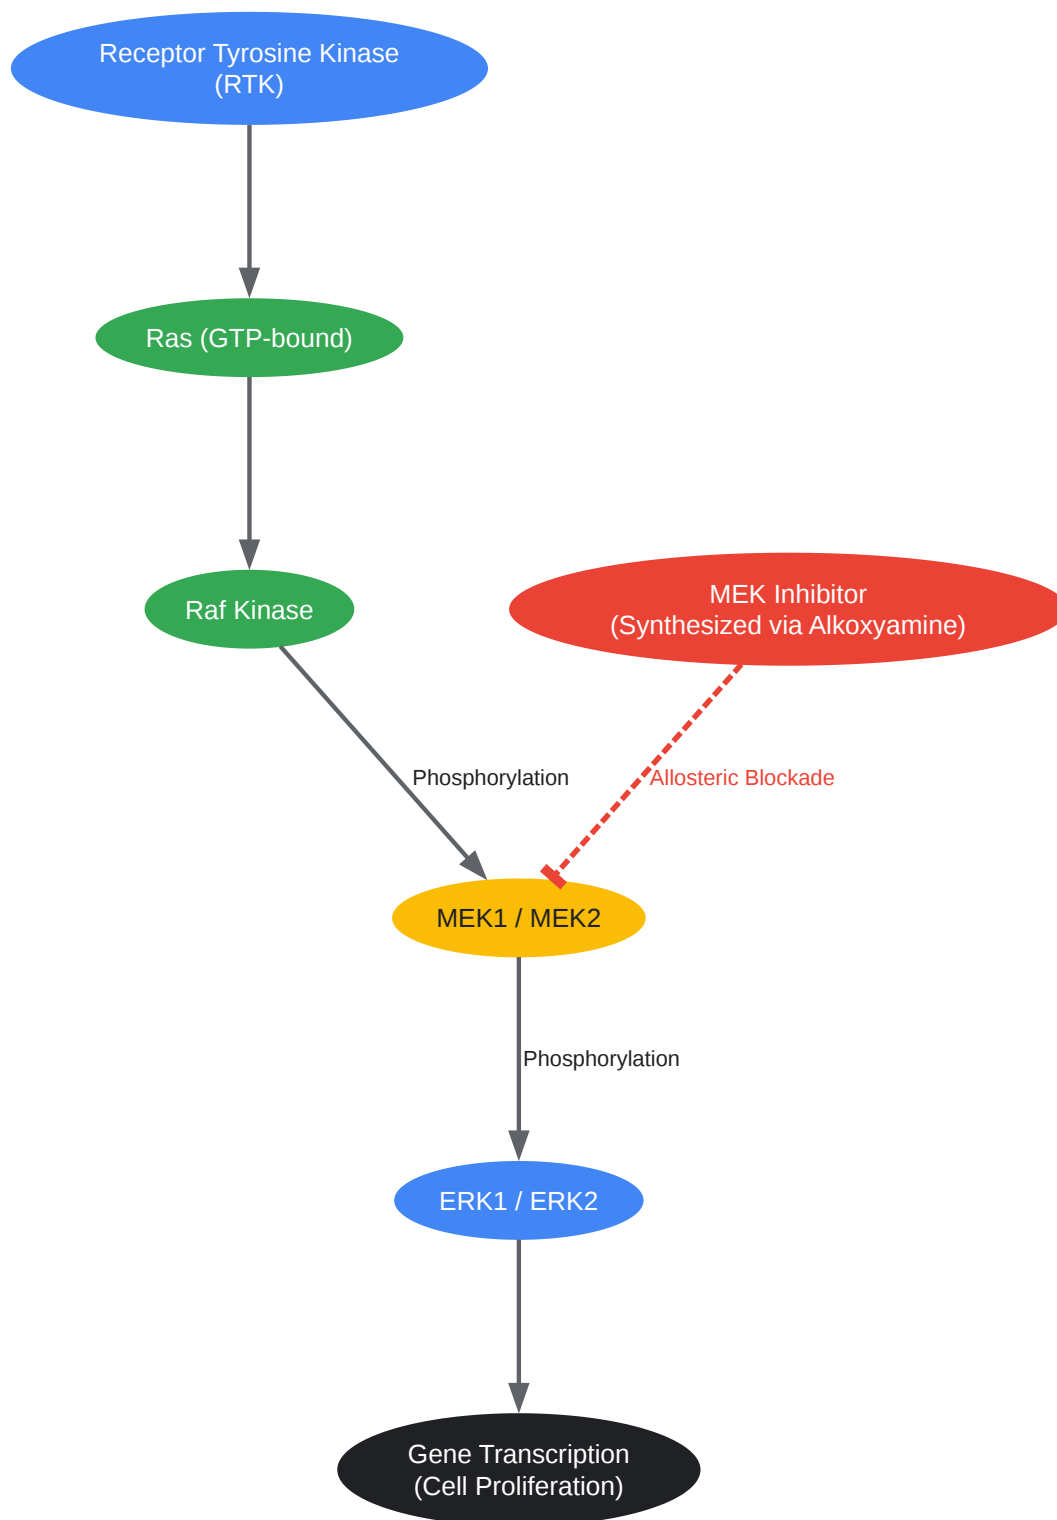 Receptor Tyrosine Kinase
(RTK)
Ras (GTP-bound)
Raf Kinase
MEK Inhibitor
(Synthesized via Alkoxyamine)
Phosphorylation
Allosteric Blockade
MEK1 / MEK2
Phosphorylation
ERK1 / ERK2
Gene Transcription
(Cell Proliferation)